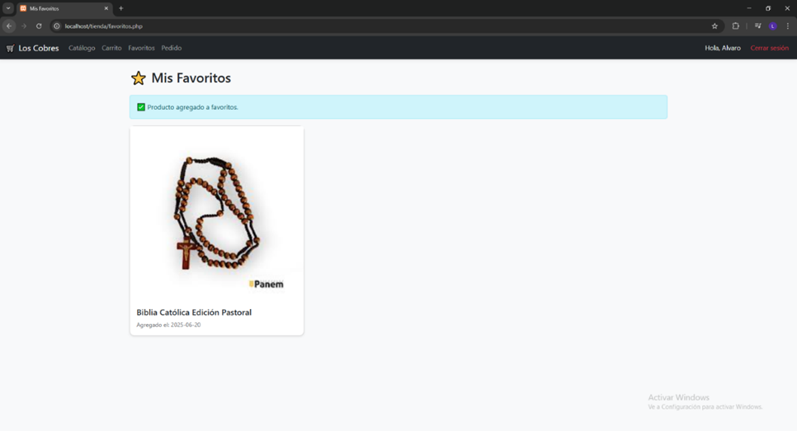 Mis Favoritos
localhost/tienda/favoritos.php
Los Cobres Catálogo Carrito Favoritos Pedido Hola, Alvaro Cerrar sesión
Mis Favoritos
Producto agregado a favoritos.
Panem
Biblia Católica Edición Pastoral
Agregado el: 2025-06-20
Activar Windows
Ve a Configuración para activar Windows.